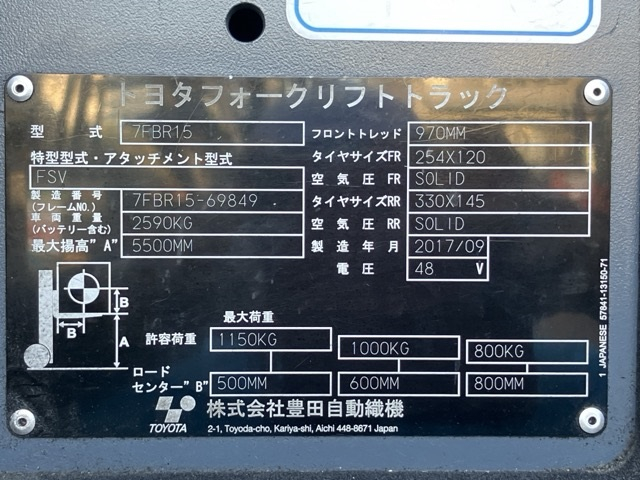 トヨタフォークリフトトラック
型 式 7FBR15 フロントトレッド 970MM
特型型式・アタッチメント型式 タイヤサイズFR 254X120
FSV 空気圧FR SOLID
製造番号(フレームNO.) 7FBR15-69849 タイヤサイズRR 330X145
車両重量(バッテリー含む) 2590KG 空気圧RR SOLID
最大揚高"A" 5500MM 製造年月 2017/09
電圧 48 V
B
B
A
最大荷重
許容荷重 1150KG 1000KG 800KG
ロードセンター"B" 500MM 600MM 800MM
TOYOTA 株式会社豊田自動織機
2-1, Toyoda-cho, Kariya-shi, Aichi 448-8671 Japan
1 JAPANESE 57841-13150-71